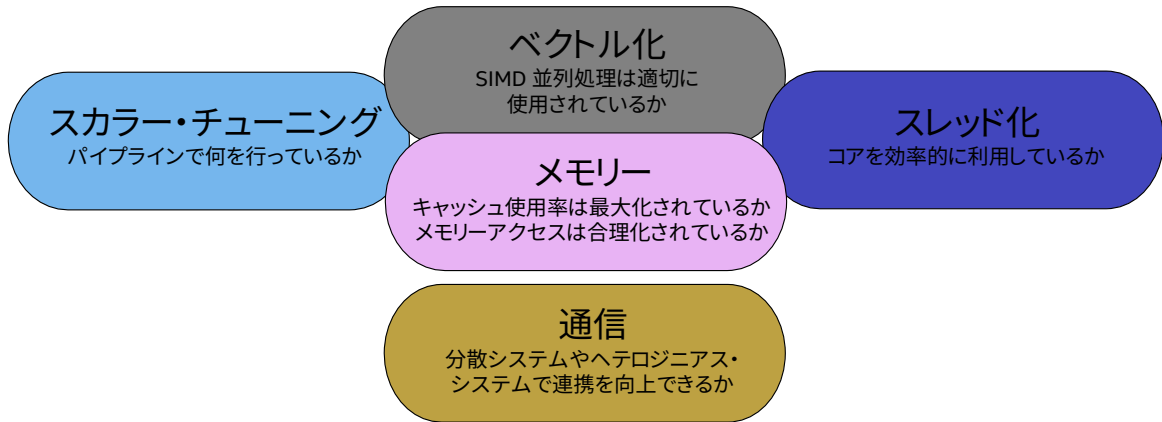 ベクトル化
SIMD 並列処理は適切に
使用されているか
スカラー・チューニング
パイプラインで何を行っているか
スレッド化
コアを効率的に利用しているか
メモリー
キャッシュ使用率は最大化されているか
メモリーアクセスは合理化されているか
通信
分散システムやヘテロジニアス・
システムで連携を向上できるか